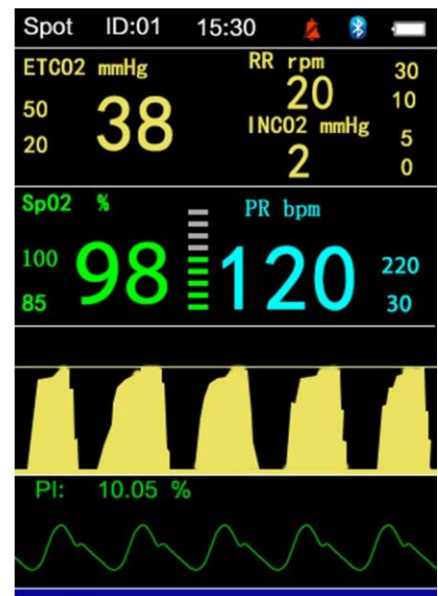 Spot ID:01 15:30
ETCO2 mmHg
50
20
38
RR rpm
20
30
10
INCO2 mmHg
2
5
0
SpO2 %
100
85
98
PR bpm
120
220
30
PI: 10.05 %